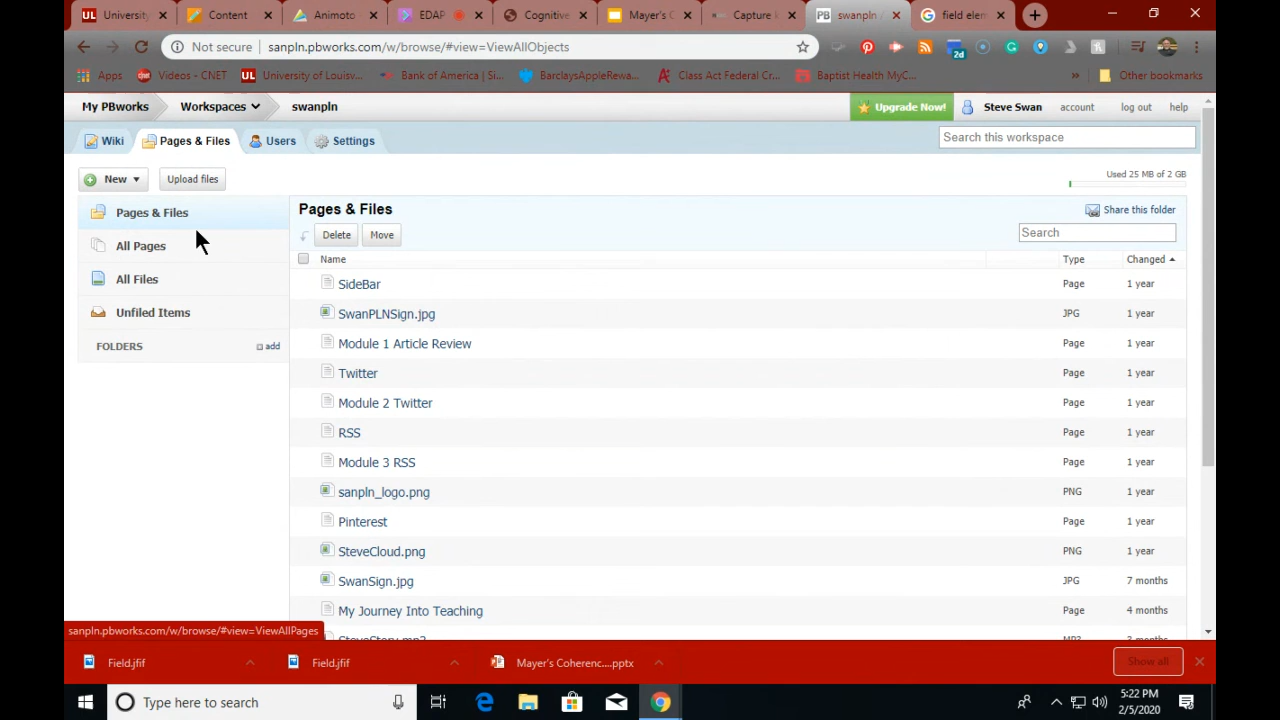 University
Content
Animoto
EDAP
Cognitive
Mayer's C
Capture I
PB swanpln /
field elem
Not secure sanpln.pbworks.com/w/browse/#view=ViewAllObjects
2d
Apps Videos - CNET University of Louisv... Bank of America | Si... BarclaysAppleRewa... Class Act Federal Cr... Baptist Health MyC... » Other bookmarks
My PBworks Workspaces swanpln Upgrade Now! Steve Swan account log out help
Wiki Pages & Files Users Settings Search this workspace
New Upload files Used 25 MB of 2 GB
Pages & Files
All Pages
All Files
Unfiled Items
FOLDERS add
Pages & Files Share this folder
Delete Move Search
Name Type Changed
SideBar Page 1 year
SwanPLNSign.jpg JPG 1 year
Module 1 Article Review Page 1 year
Twitter Page 1 year
Module 2 Twitter Page 1 year
RSS Page 1 year
Module 3 RSS Page 1 year
sanpln_logo.png PNG 1 year
Pinterest Page 1 year
SteveCloud.png PNG 1 year
SwanSign.jpg JPG 7 months
My Journey Into Teaching Page 4 months
SteveStory.mp3 MP3 3 months
sanpln.pbworks.com/w/browse/#view=ViewAllPages
Field.jfif Field.jfif Mayer's Coherenc....pptx Show all
Type here to search
5:22 PM
2/5/2020